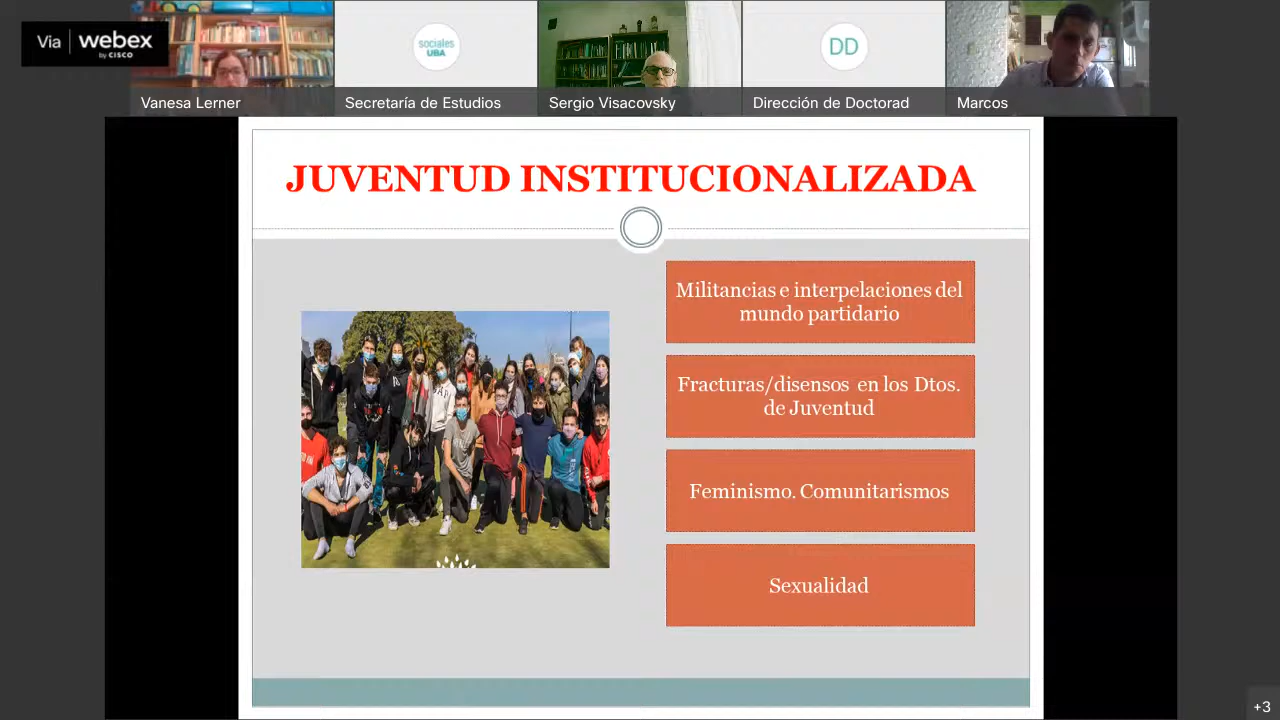 Via webex
by CISCO
sociales
UBA
DD
Vanesa Lerner
Secretaría de Estudios
Sergio Visacovsky
Dirección de Doctorad
Marcos
JUVENTUD INSTITUCIONALIZADA
Militancias e interpelaciones del
mundo partidario
Fracturas/disensos en los Dtos.
de Juventud
Feminismo. Comunitarismos
Sexualidad
+3